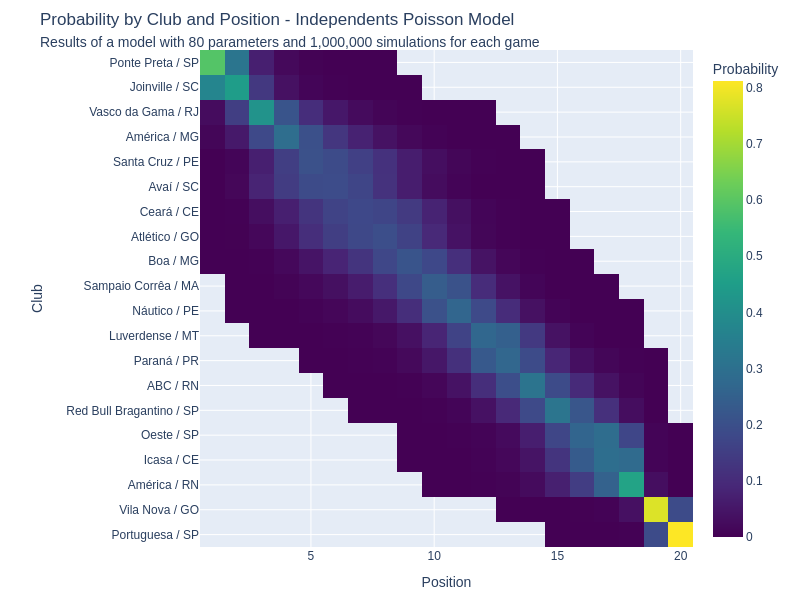 Probability by Club and Position - Independents Poisson Model
Results of a model with 80 parameters and 1,000,000 simulations for each game
Probability
Ponte Preta / SP
Joinville / SC
Vasco da Gama / RJ
América / MG
Santa Cruz / PE
Avaí / SC
Ceará / CE
Atlético / GO
Boa / MG
Sampaio Corrêa / MA
Náutico / PE
Luverdense / MT
Paraná / PR
ABC / RN
Red Bull Bragantino / SP
Oeste / SP
Icasa / CE
América / RN
Vila Nova / GO
Portuguesa / SP
Club
5
10
15
20
Position
0.8
0.7
0.6
0.5
0.4
0.3
0.2
0.1
0